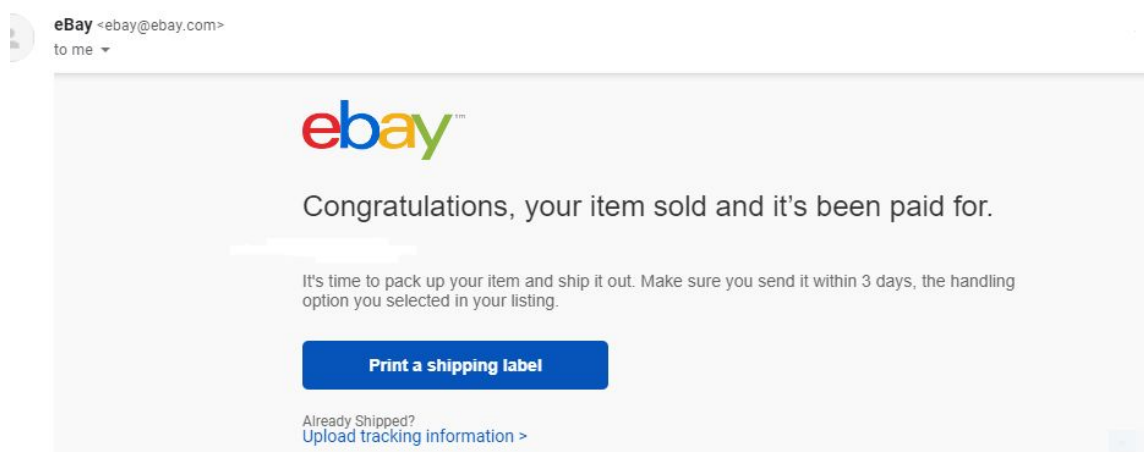 eBay <ebay@ebay.com>
to me
ebay™
Congratulations, your item sold and it's been paid for.
It's time to pack up your item and ship it out. Make sure you send it within 3 days, the handling
option you selected in your listing.
Print a shipping label
Already Shipped?
Upload tracking information >